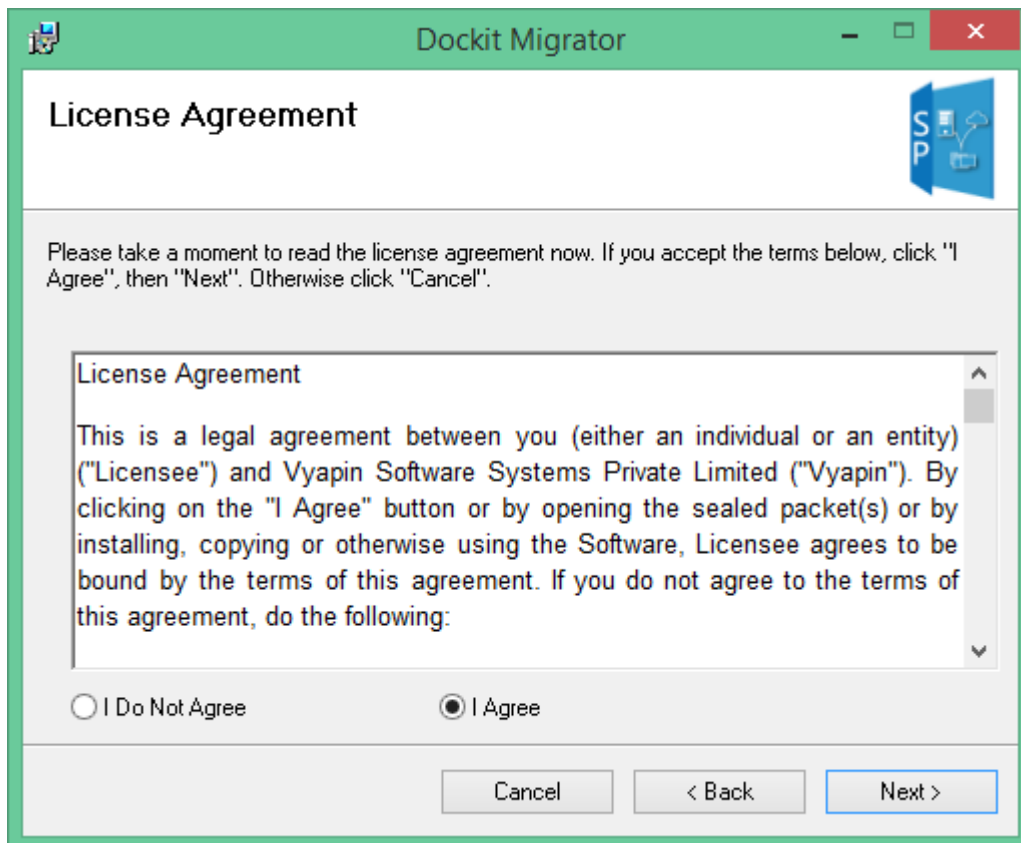 Dockit Migrator
License Agreement
S
P
Please take a moment to read the license agreement now. If you accept the terms below, click "I
Agree", then "Next". Otherwise click "Cancel".
License Agreement
This is a legal agreement between you (either an individual or an entity)
("Licensee") and Vyapin Software Systems Private Limited ("Vyapin"). By
clicking on the "I Agree" button or by opening the sealed packet(s) or by
installing, copying or otherwise using the Software, Licensee agrees to be
bound by the terms of this agreement. If you do not agree to the terms of
this agreement, do the following:
I Do Not Agree
I Agree
Cancel
< Back
Next >